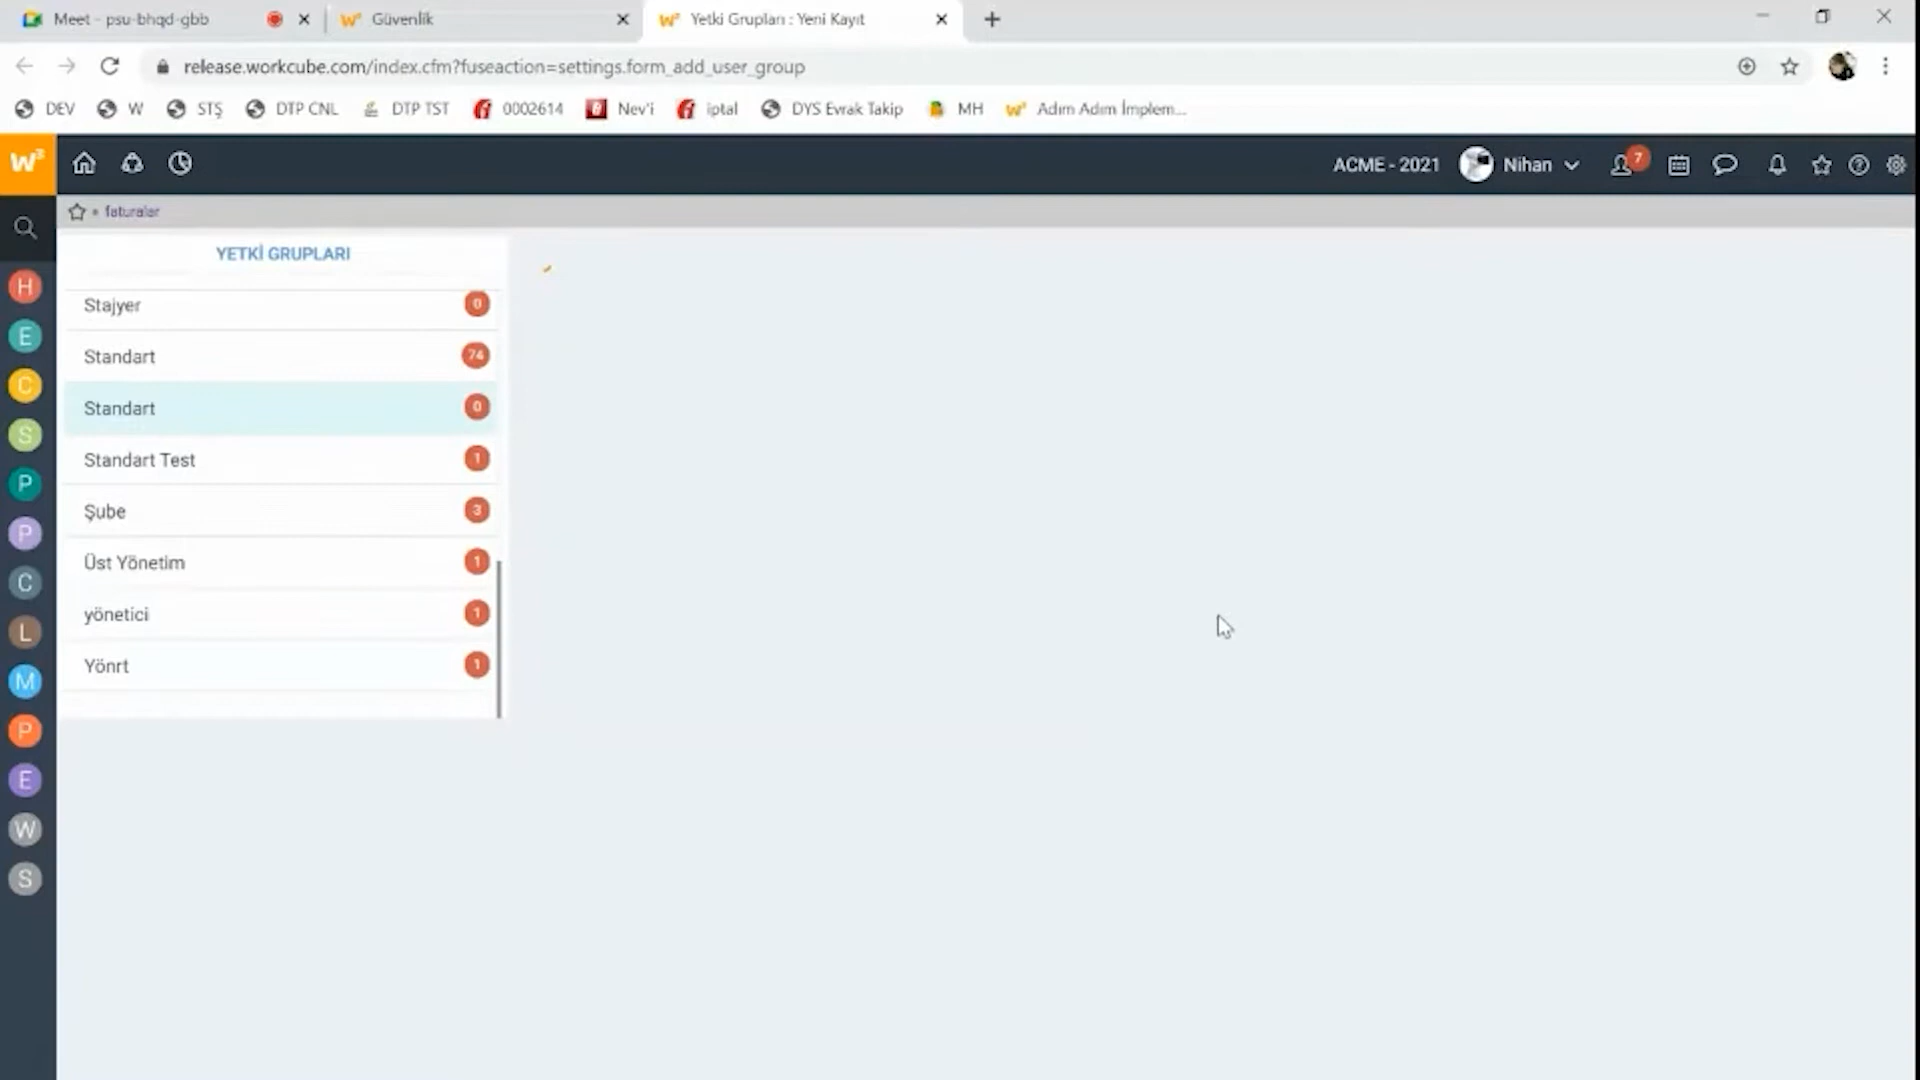 Meet - psu-bhqd-gbb
Güvenlik
Yetki Grupları : Yeni Kayıt
release.workcube.com/index.cfm?fuseaction=settings.form_add_user_group
DEV W STŞ DTP CNL DTP TST 0002614 Nev'i iptal DYS Evrak Takip MH Adım Adım İmplem...
W³ ACME - 2021 Nihan 7
faturalar
YETKİ GRUPLARI
Stajyer 0
Standart 74
Standart 0
Standart Test 1
Şube 3
Üst Yönetim 1
yönetici 1
Yönrt 1
H
E
C
S
P
P
C
L
M
P
E
W
S